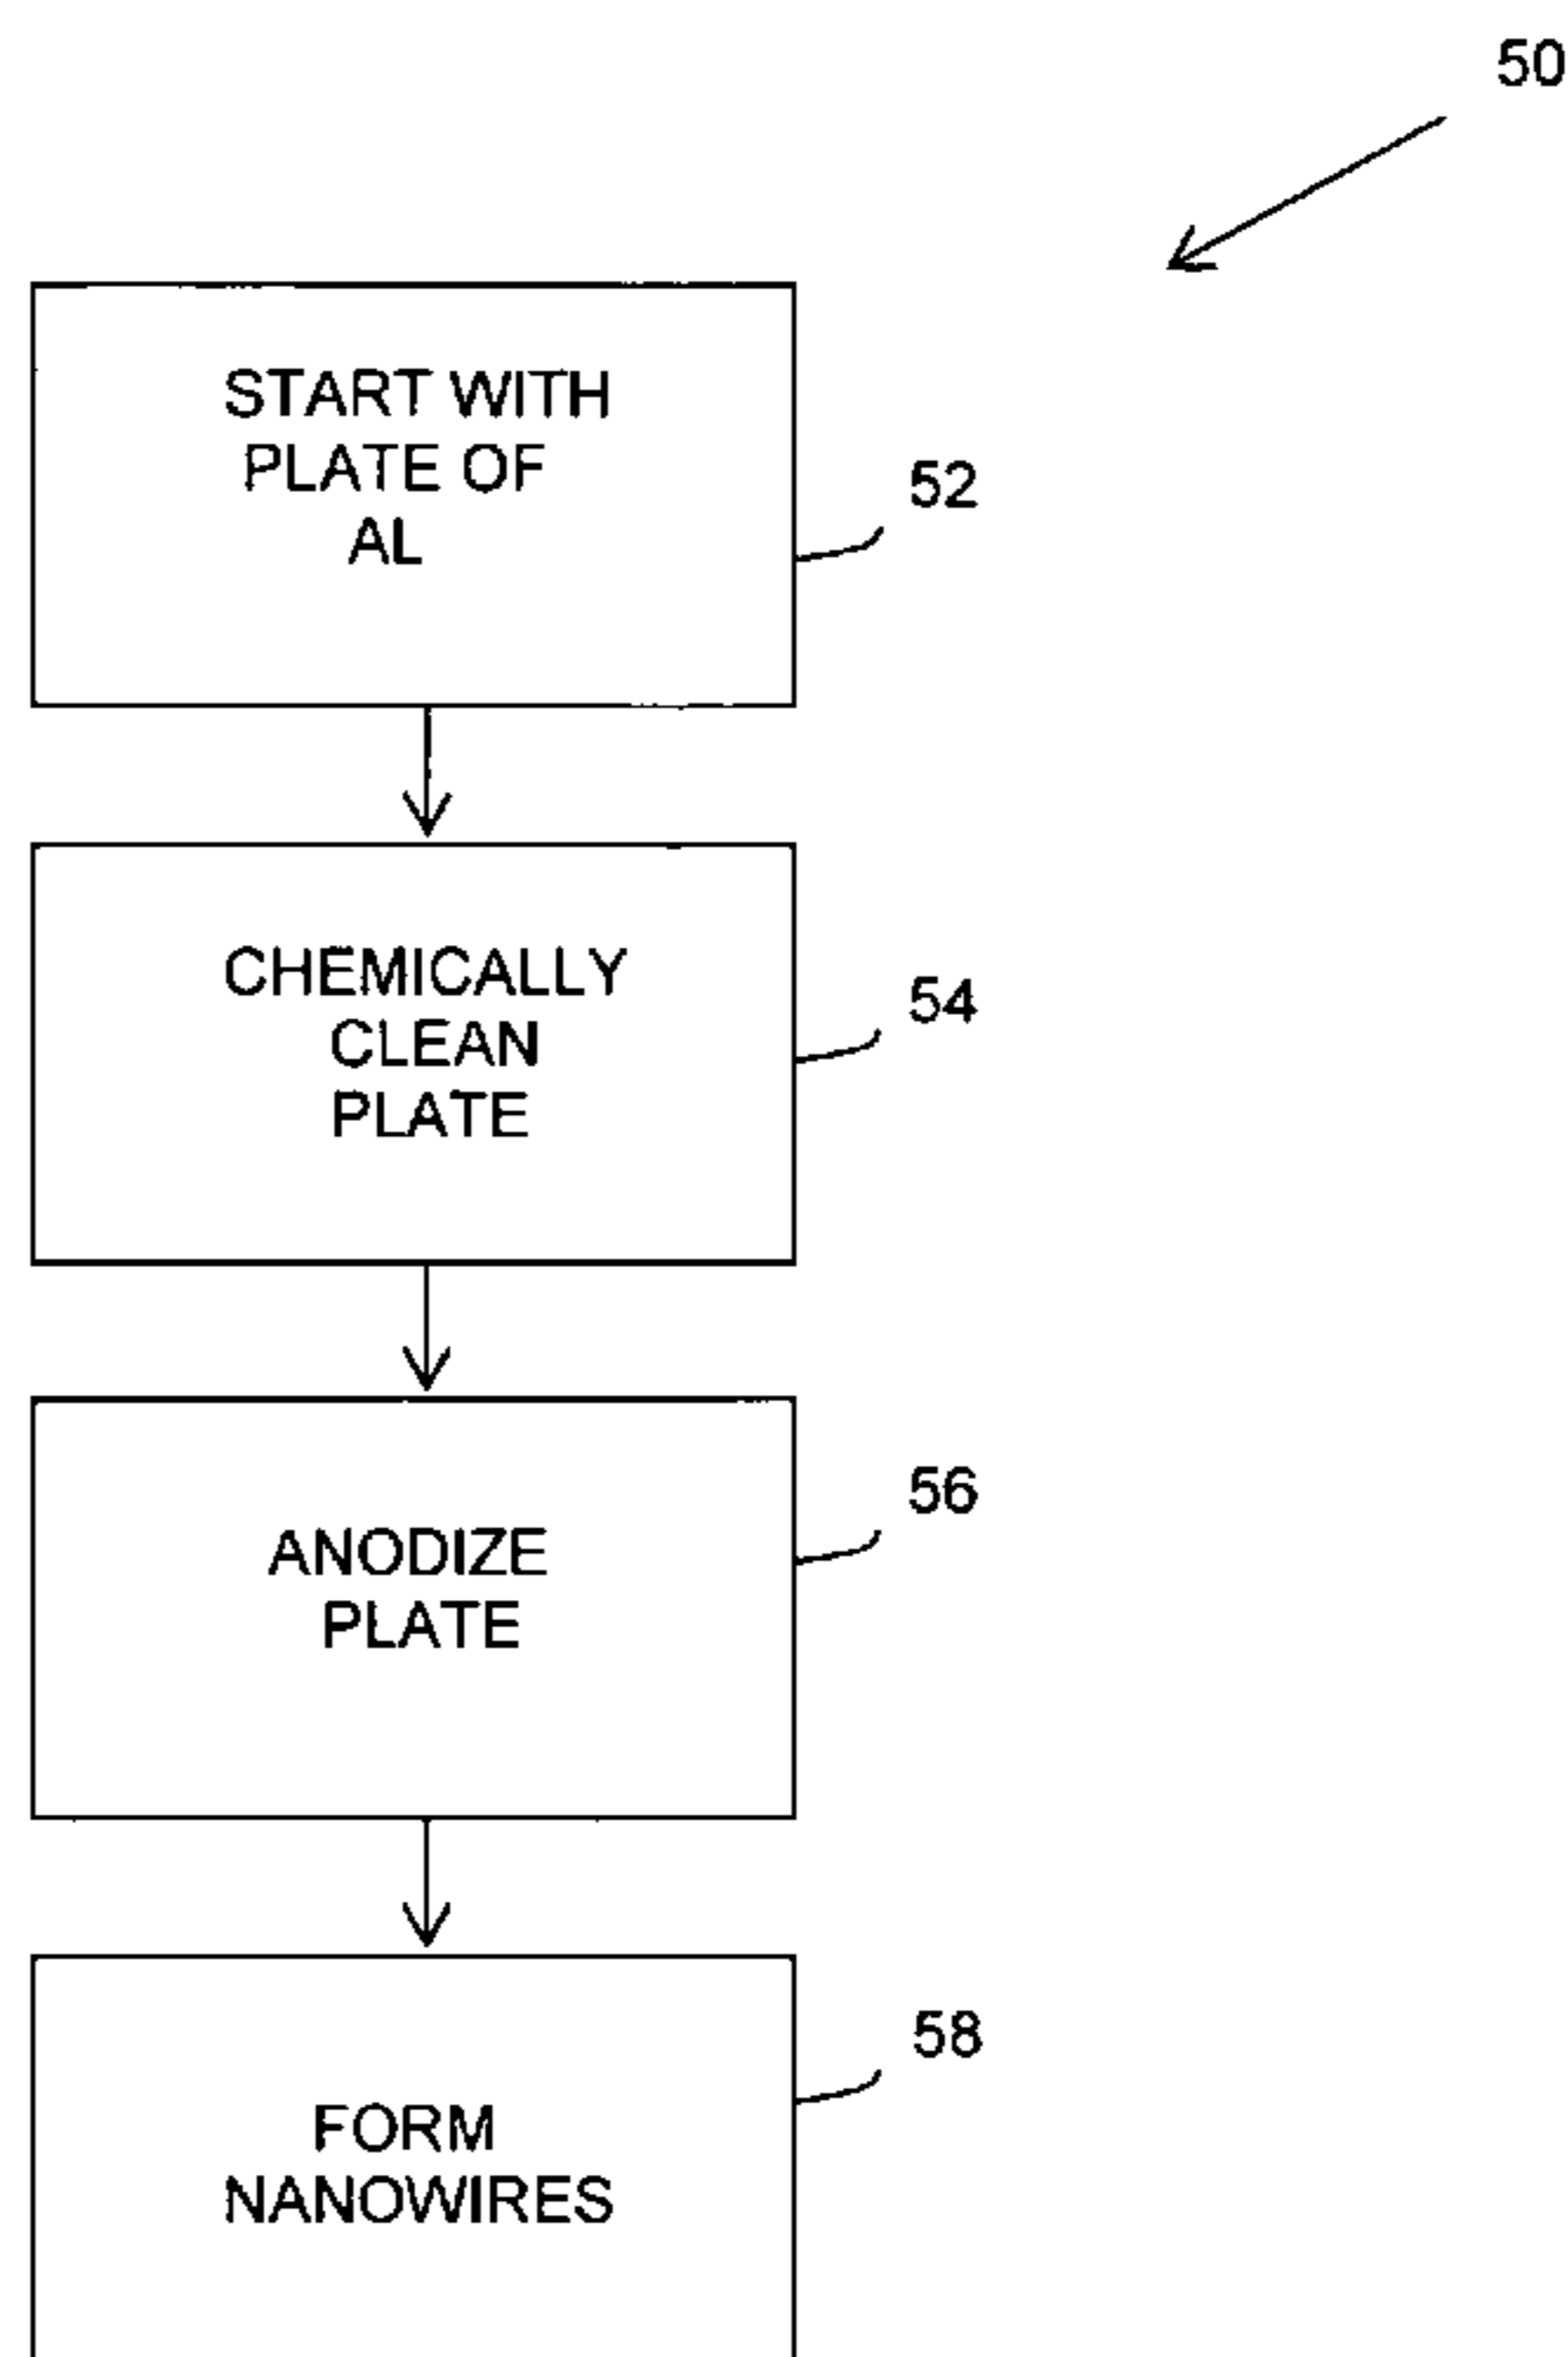 50
START WITH
PLATE OF
AL
52
CHEMICALLY
CLEAN
PLATE
54
ANODIZE
PLATE
56
FORM
NANOWIRES
58